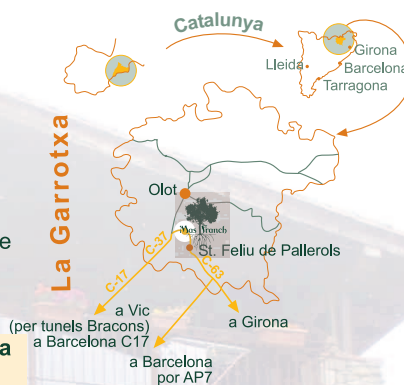 Catalunya
Girona
Lleida
Barcelona
Tarragona
La Garrotxa
Olot
Mas Branch
e
St. Feliu de Pallerols
C-37
C-17
C-63
a Vic
(per tunels Bracons)
a Barcelona C17
a Girona
a
a Barcelona
por AP7